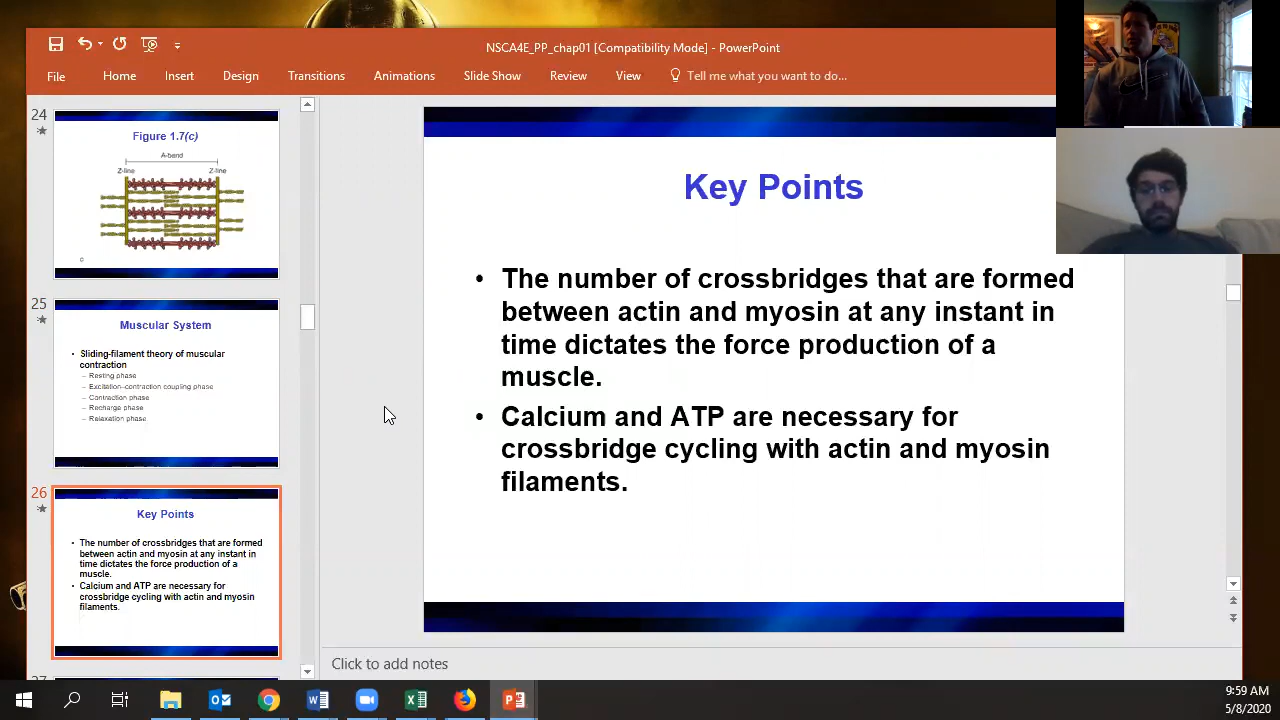 NSCA4E_PP_chap01 [Compatibility Mode] - PowerPoint
File Home Insert Design Transitions Animations Slide Show Review View Tell me what you want to do...
24
Figure 1.7(c)
A-band
Z-line Z-line
25
Muscular System
• Sliding-filament theory of muscular
contraction
– Resting phase
– Excitation–contraction coupling phase
– Contraction phase
– Recharge phase
– Relaxation phase
26
Key Points
• The number of crossbridges that are formed
between actin and myosin at any instant in
time dictates the force production of a
muscle.
• Calcium and ATP are necessary for
crossbridge cycling with actin and myosin
filaments.
27
Key Points
• The number of crossbridges that are formed
between actin and myosin at any instant in
time dictates the force production of a
muscle.
• Calcium and ATP are necessary for
crossbridge cycling with actin and myosin
filaments.
Click to add notes
9:59 AM
5/8/2020